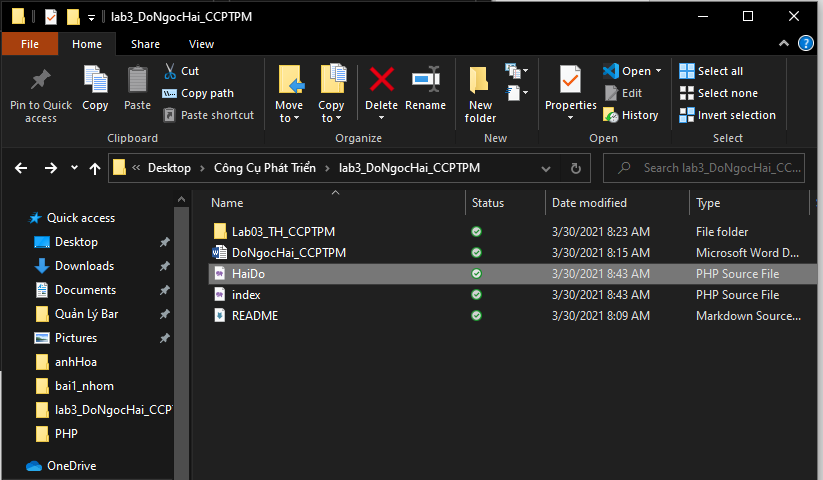 lab3_DoNgocHai_CCPTPM
File Home Share View
Pin to Quick access
Copy
Paste
Cut
Copy path
Paste shortcut
Move to
Copy to
Delete
Rename
New folder
Properties
Open
Edit
History
Select all
Select none
Invert selection
Clipboard
Organize
New
Open
Select
« Desktop > Công Cụ Phát Triển > lab3_DoNgocHai_CCPTPM
Search lab3_DoNgocHai_CC...
Name Status Date modified Type
Quick access
Desktop
Downloads
Documents
Quản Lý Bar
Pictures
anhHoa
bai1_nhom
lab3_DoNgocHai_CCPT
PHP
OneDrive
Lab03_TH_CCPTPM 3/30/2021 8:23 AM File folder
DoNgocHai_CCPTPM 3/30/2021 8:15 AM Microsoft Word D...
HaiDo 3/30/2021 8:43 AM PHP Source File
index 3/30/2021 8:43 AM PHP Source File
README 3/30/2021 8:09 AM Markdown Source...